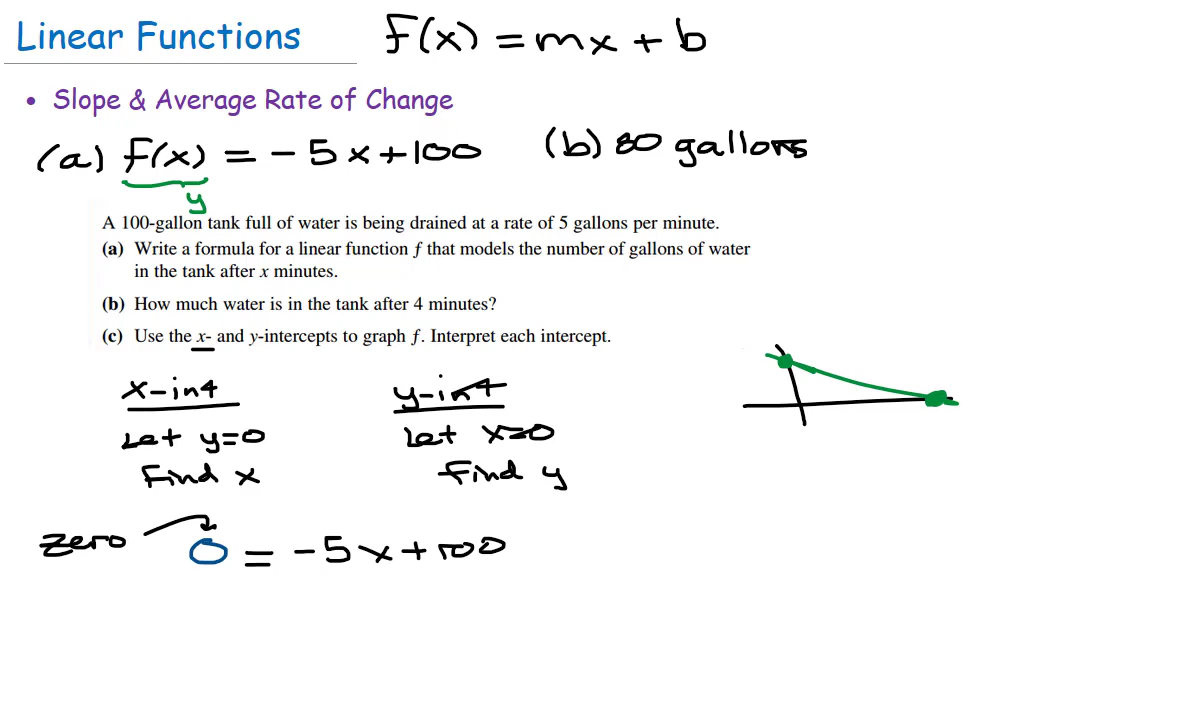 Linear Functions F(x) = mx + b
• Slope & Average Rate of Change
(a) F(x) = -5x+100 (b) 80 gallons
y
A 100-gallon tank full of water is being drained at a rate of 5 gallons per minute.
(a) Write a formula for a linear function f that models the number of gallons of water
in the tank after x minutes.
(b) How much water is in the tank after 4 minutes?
(c) Use the x- and y-intercepts to graph f. Interpret each intercept.
x-int y-int
Let y=0 Let x=0
Find x Find y
zero 0 = -5x+100